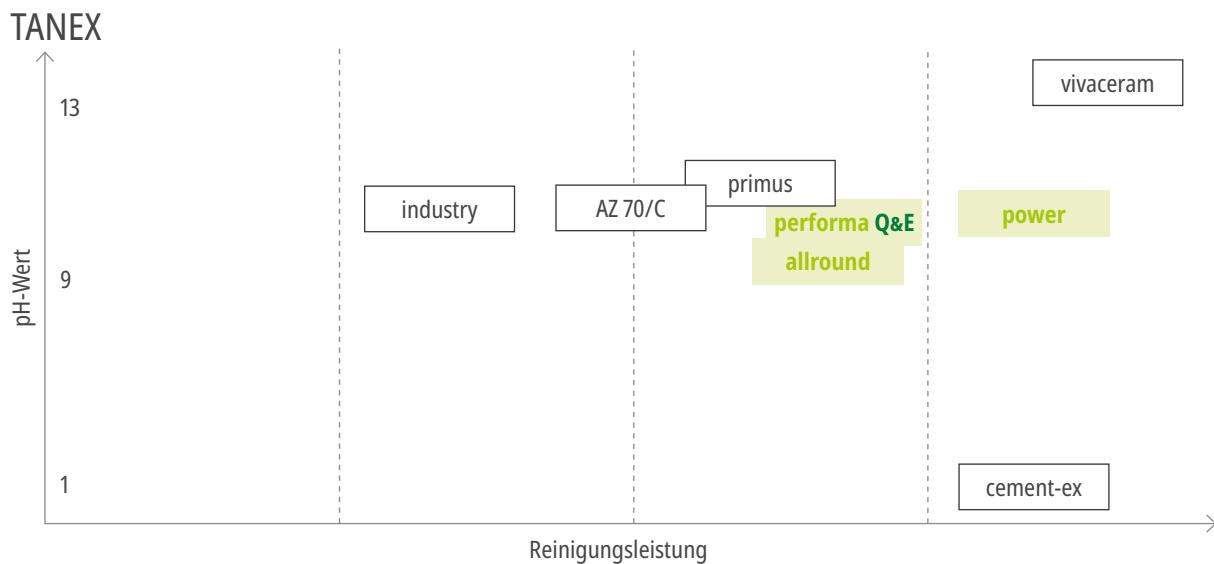 TANEX
13
vivaceram
primus
industry
AZ 70/C
performa Q&E
power
allround
9
pH-Wert
1
cement-ex
Reinigungsleistung